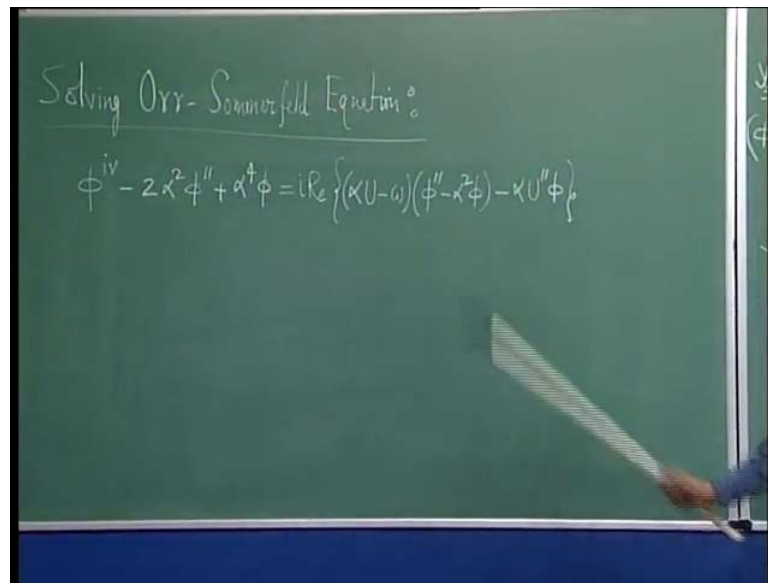 Solving Orr-Sommerfeld Equation:
ϕ^{iv} - 2α²ϕ'' + α⁴ϕ = iRe{(αU-ω)(ϕ''-α²ϕ) - αU''ϕ}